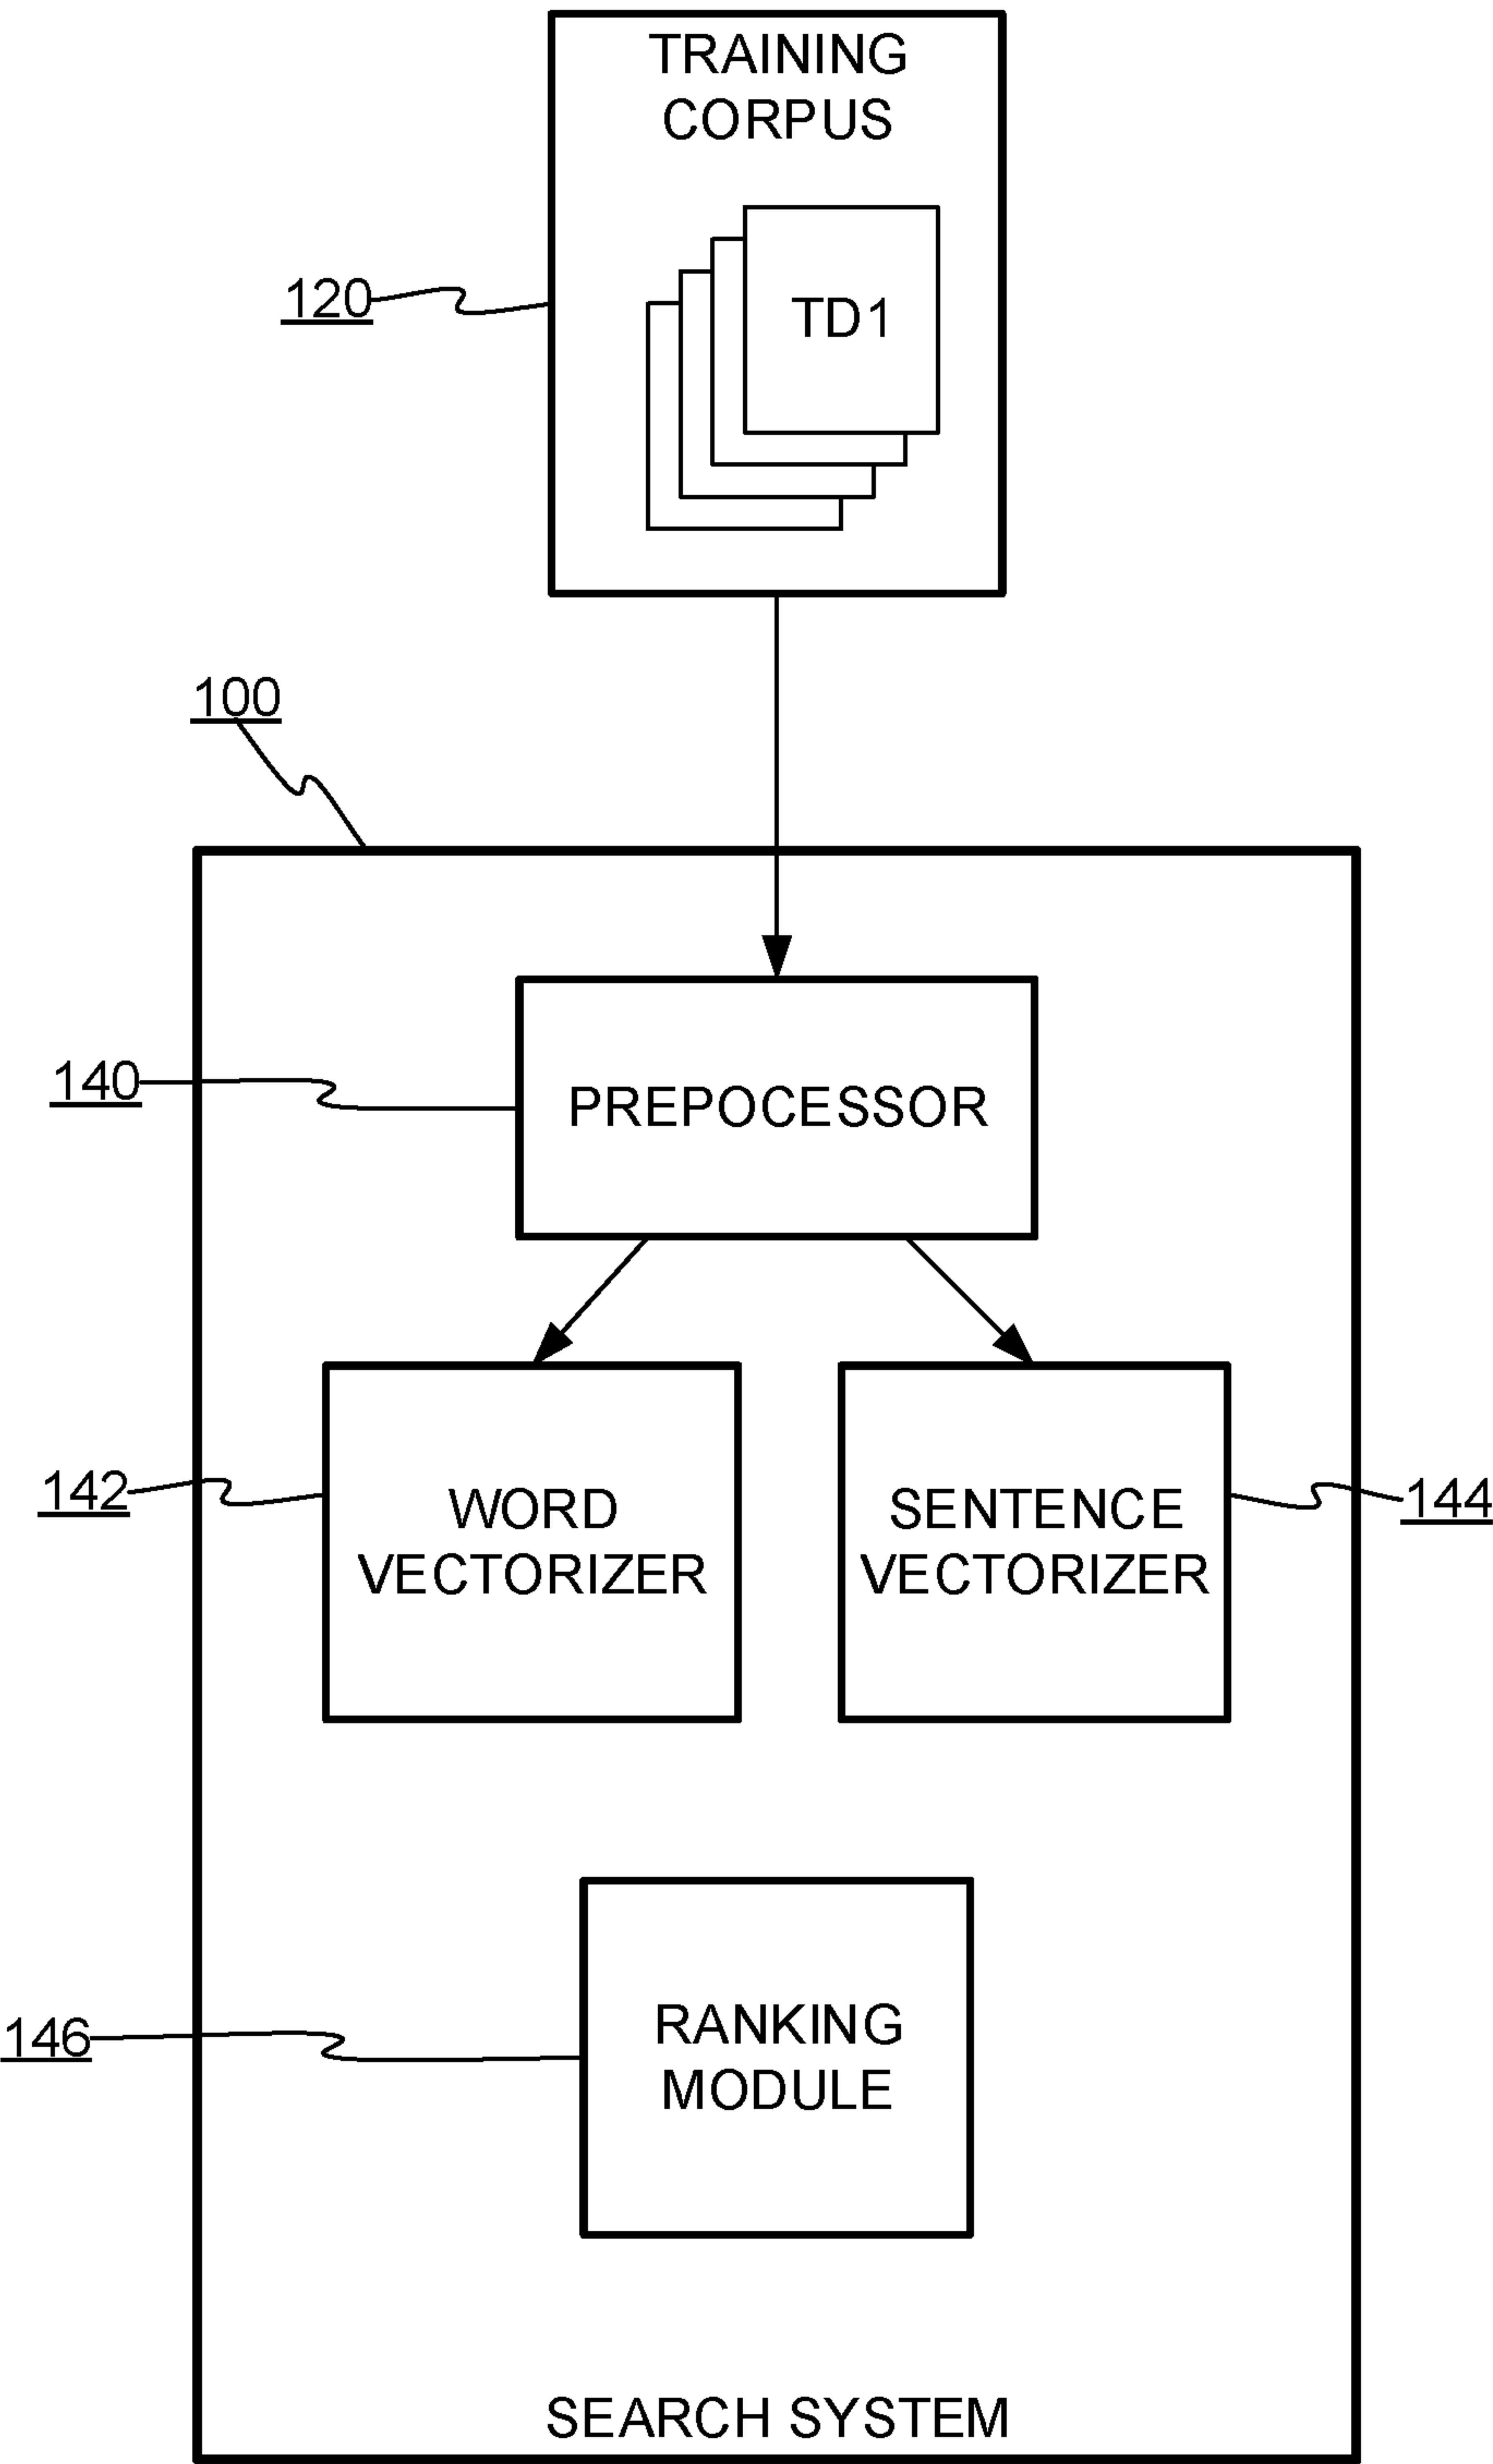 TRAINING
CORPUS
TD1
120
100
140
PREPOCESSOR
142
WORD
VECTORIZER
SENTENCE
VECTORIZER
144
146
RANKING
MODULE
SEARCH SYSTEM